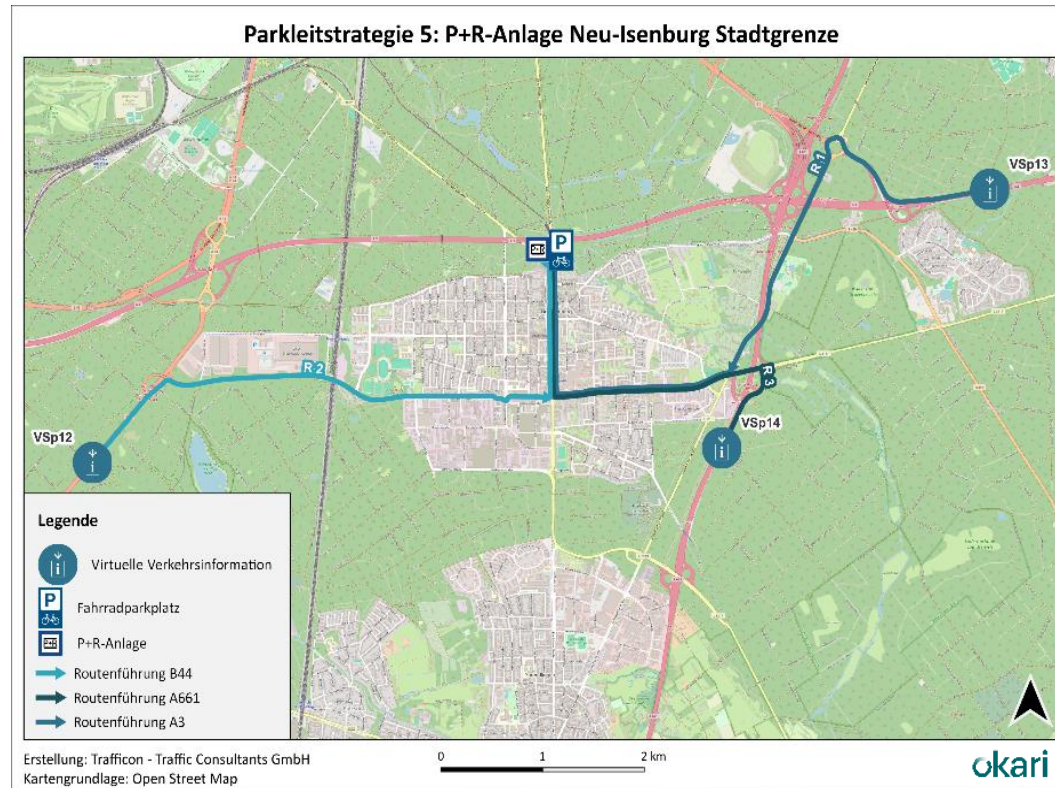 Parkleitstrategie 5: P+R-Anlage Neu-Isenburg Stadtgrenze
R 1
VSp13
P
R 2
R 3
VSp12
i
VSp14
i
Legende
i Virtuelle Verkehrsinformation
P Fahrradparkplatz
P+R-Anlage
Routenführung B44
Routenführung A661
Routenführung A3
Erstellung: Trafficon - Traffic Consultants GmbH
Kartengrundlage: Open Street Map
0 1 2 km
okari